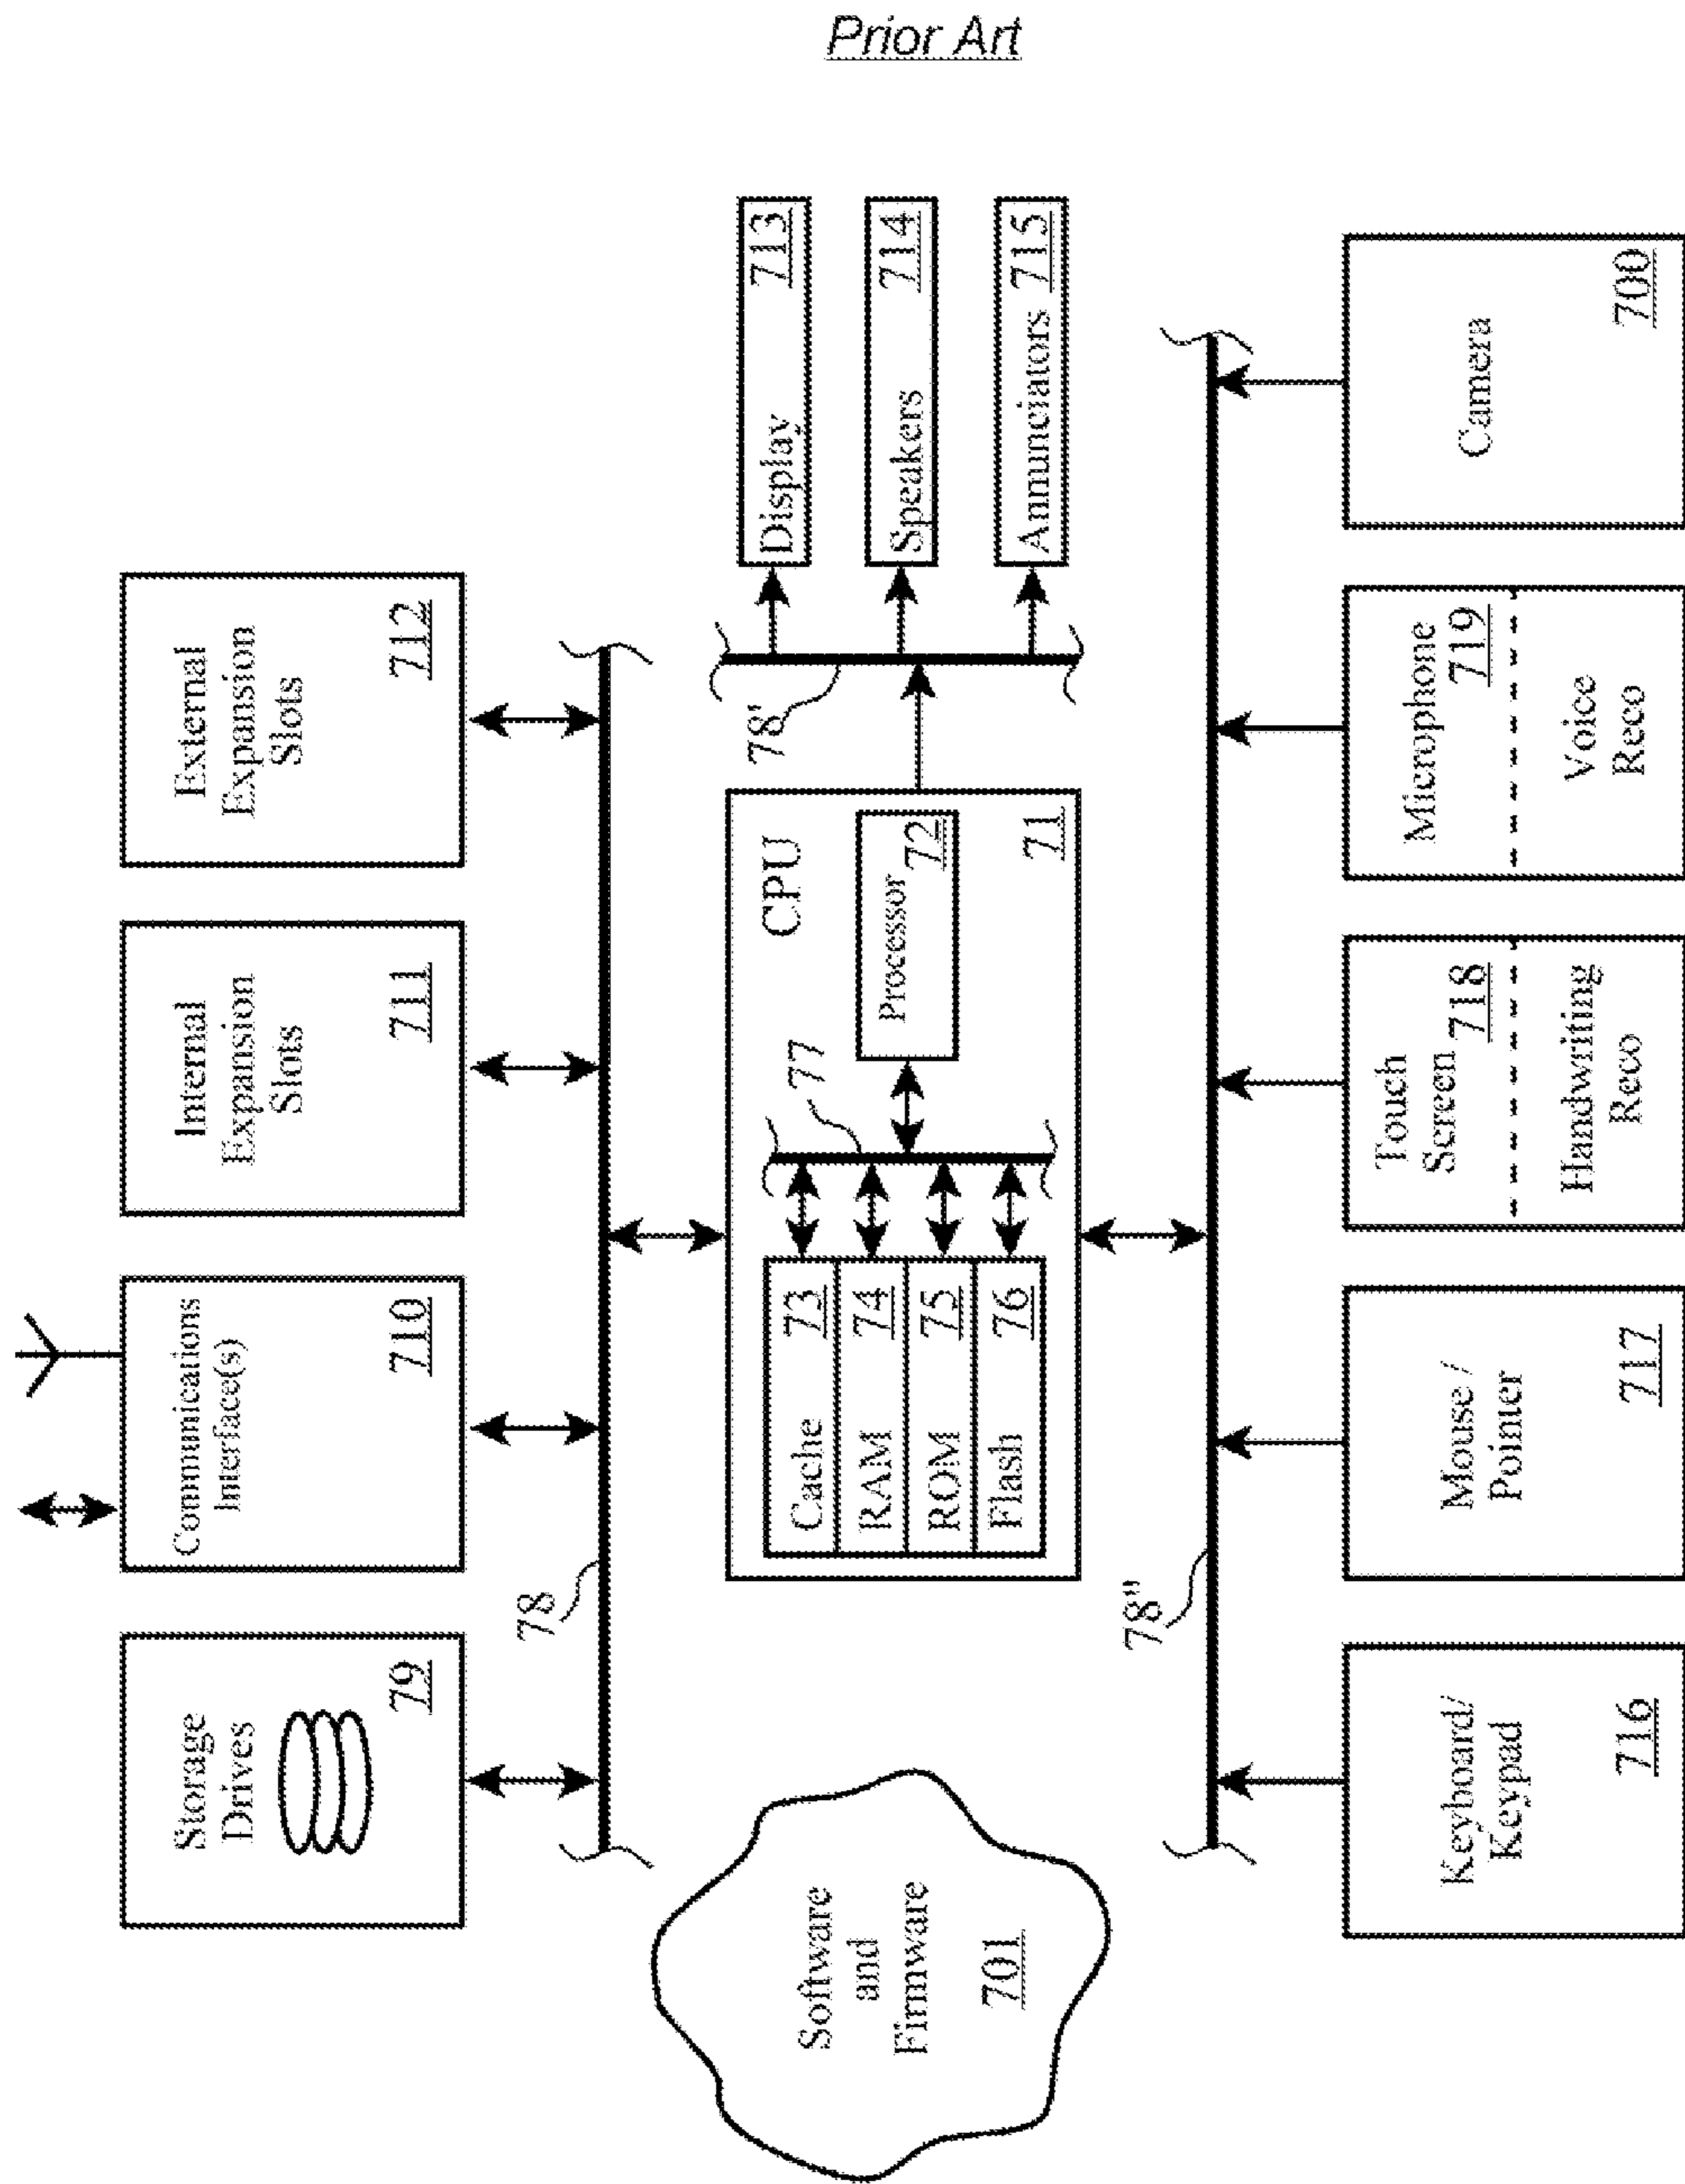 Prior Art
Storage
Drives
79
Communications
Interface(s)
710
Internal
Expansion
Slots
711
External
Expansion
Slots
712
78
Software
and
Firmware
701
CPU
Cache 73
RAM 74
ROM 75
Flash 76
77
Processor
72
71
78'
Display 713
Speakers 714
Annunciators 715
78"
Keyboard/
Keypad
716
Mouse /
Pointer
717
Touch
Screen
718
Handwriting
Reco
Microphone
719
Voice
Reco
Camera
700